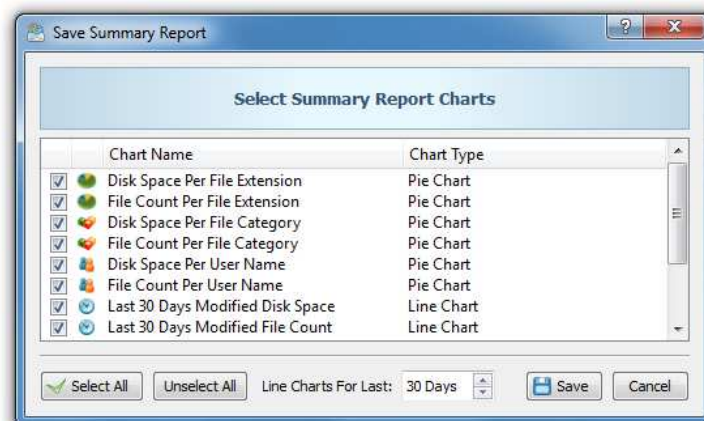 Save Summary Report
?
Select Summary Report Charts
Chart Name Chart Type
Disk Space Per File Extension Pie Chart
File Count Per File Extension Pie Chart
Disk Space Per File Category Pie Chart
File Count Per File Category Pie Chart
Disk Space Per User Name Pie Chart
File Count Per User Name Pie Chart
Last 30 Days Modified Disk Space Line Chart
Last 30 Days Modified File Count Line Chart
Select All Unselect All Line Charts For Last: 30 Days Save Cancel